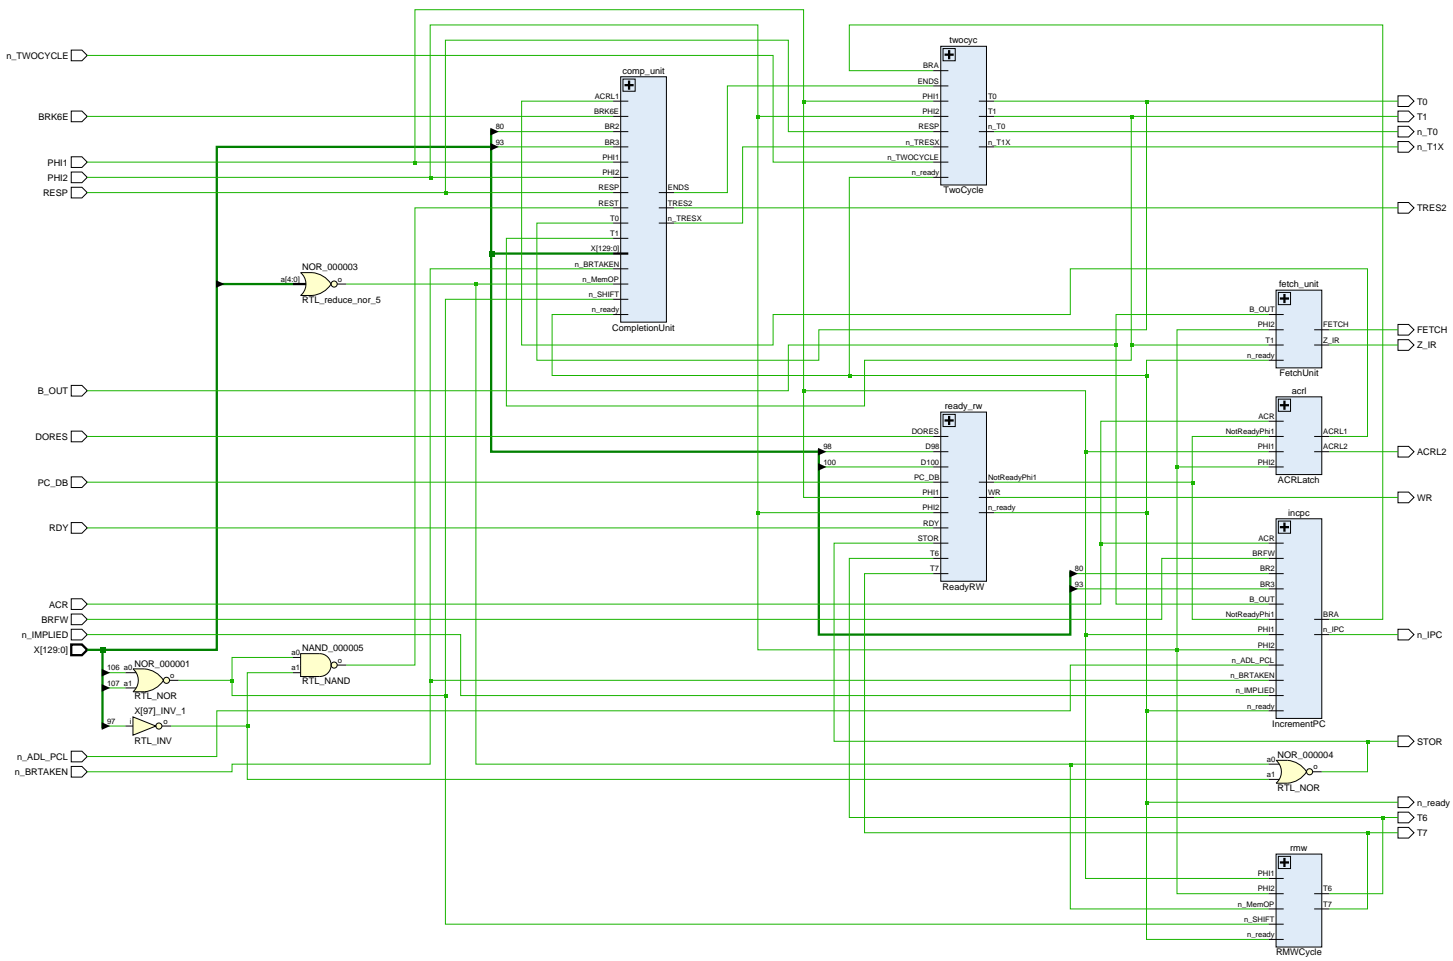 n_TWOCYCLE
BRK6E
PHI1
PHI2
RESP
B_OUT
DORES
PC_DB
RDY
ACR
BRFW
n_IMPLIED
X[129:0]
n_ADL_PCL
n_BRTAKEN
NOR_000003
a[4:0]
o
RTL_reduce_nor_5
NOR_000001
106
a0
107
a1
o
RTL_NOR
X[97]_INV_1
97
i
o
RTL_INV
NAND_000005
a0
a1
o
RTL_NAND
comp_unit
ACRL1
BRK6E
80
BR2
93
BR3
PHI1
PHI2
RESP
REST
T0
T1
X[129:0]
n_BRTAKEN
n_MemOP
n_SHIFT
n_ready
ENDS
TRES2
n_TRESX
CompletionUnit
twocyc
BRA
ENDS
PHI1
PHI2
RESP
n_TRESX
n_TWOCYCLE
n_ready
T0
T1
n_T0
n_T1X
TwoCycle
ready_rw
DORES
98
D98
100
D100
PC_DB
PHI1
PHI2
RDY
STOR
T6
T7
NotReadyPhi1
WR
n_ready
ReadyRW
fetch_unit
B_OUT
PHI2
T1
n_ready
FETCH
Z_IR
FetchUnit
acrl
ACR
NotReadyPhi1
PHI1
PHI2
ACRL1
ACRL2
ACRLatch
incpc
ACR
BRFW
80
BR2
93
BR3
B_OUT
NotReadyPhi1
PHI1
PHI2
n_ADL_PCL
n_BRTAKEN
n_IMPLIED
n_ready
BRA
n_IPC
IncrementPC
NOR_000004
a0
a1
o
RTL_NOR
rmw
PHI1
PHI2
n_MemOP
n_SHIFT
n_ready
T6
T7
RMWCycle
T0
T1
n_T0
n_T1X
TRES2
FETCH
Z_IR
ACRL2
WR
n_IPC
STOR
n_ready
T6
T7